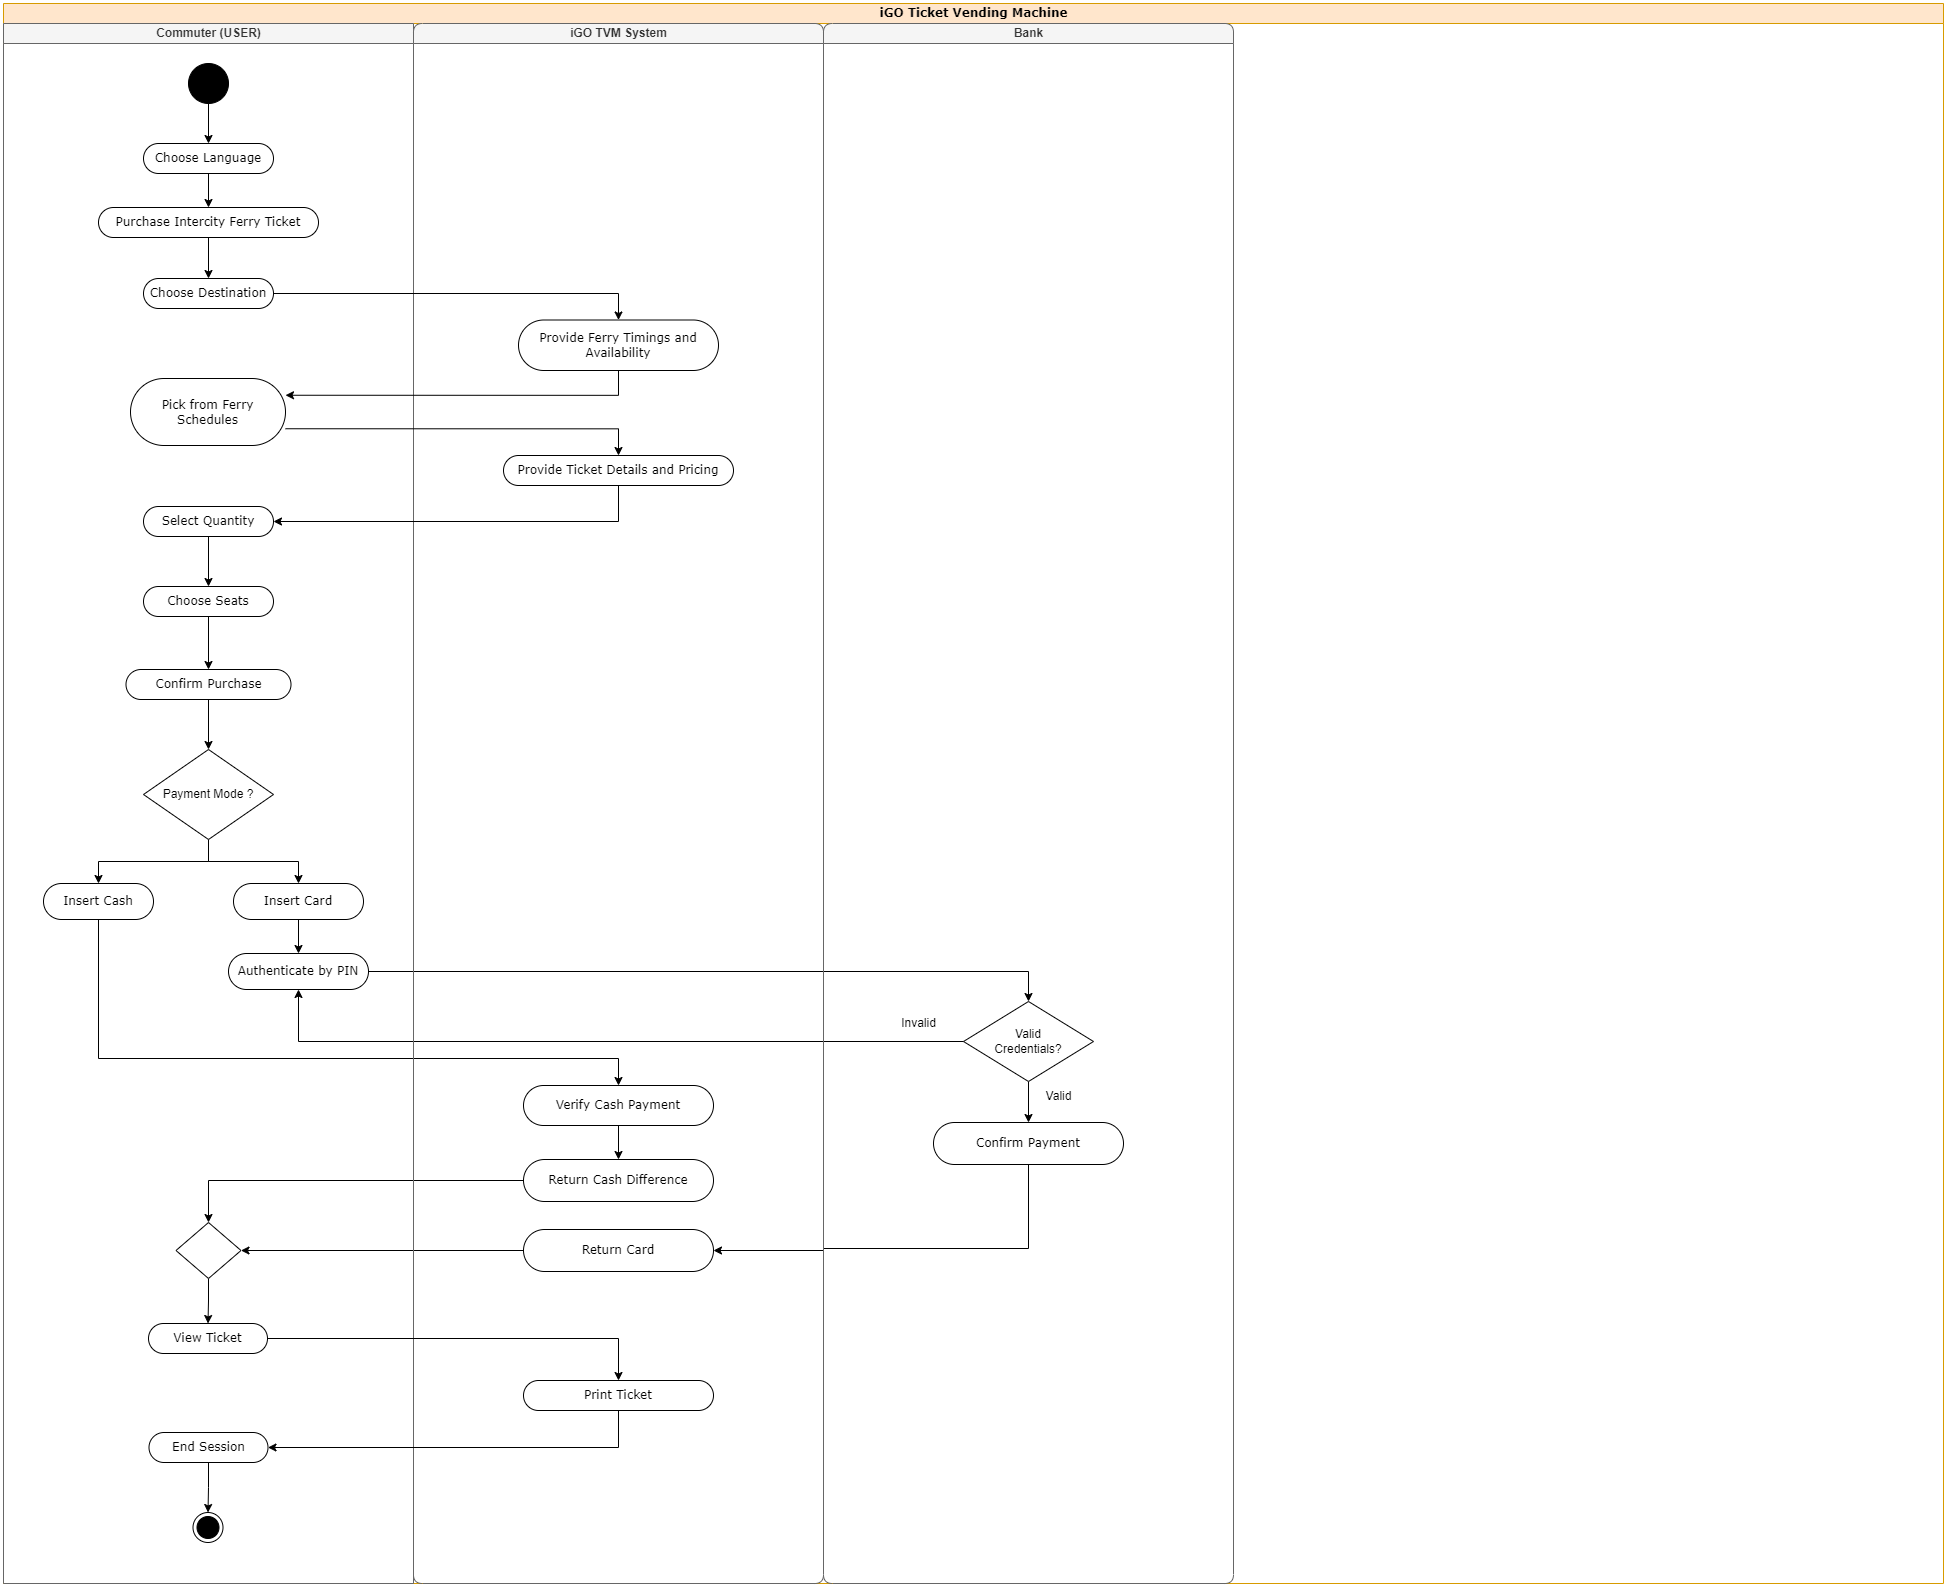 iGO Ticket Vending Machine
Commuter (USER)
iGO TVM System
Bank
Choose Language
Purchase Intercity Ferry Ticket
Choose Destination
Provide Ferry Timings and
Availability
Pick from Ferry
Schedules
Provide Ticket Details and Pricing
Select Quantity
Choose Seats
Confirm Purchase
Payment Mode ?
Insert Cash
Insert Card
Authenticate by PIN
Invalid
Valid
Credentials?
Valid
Verify Cash Payment
Confirm Payment
Return Cash Difference
Return Card
View Ticket
Print Ticket
End Session